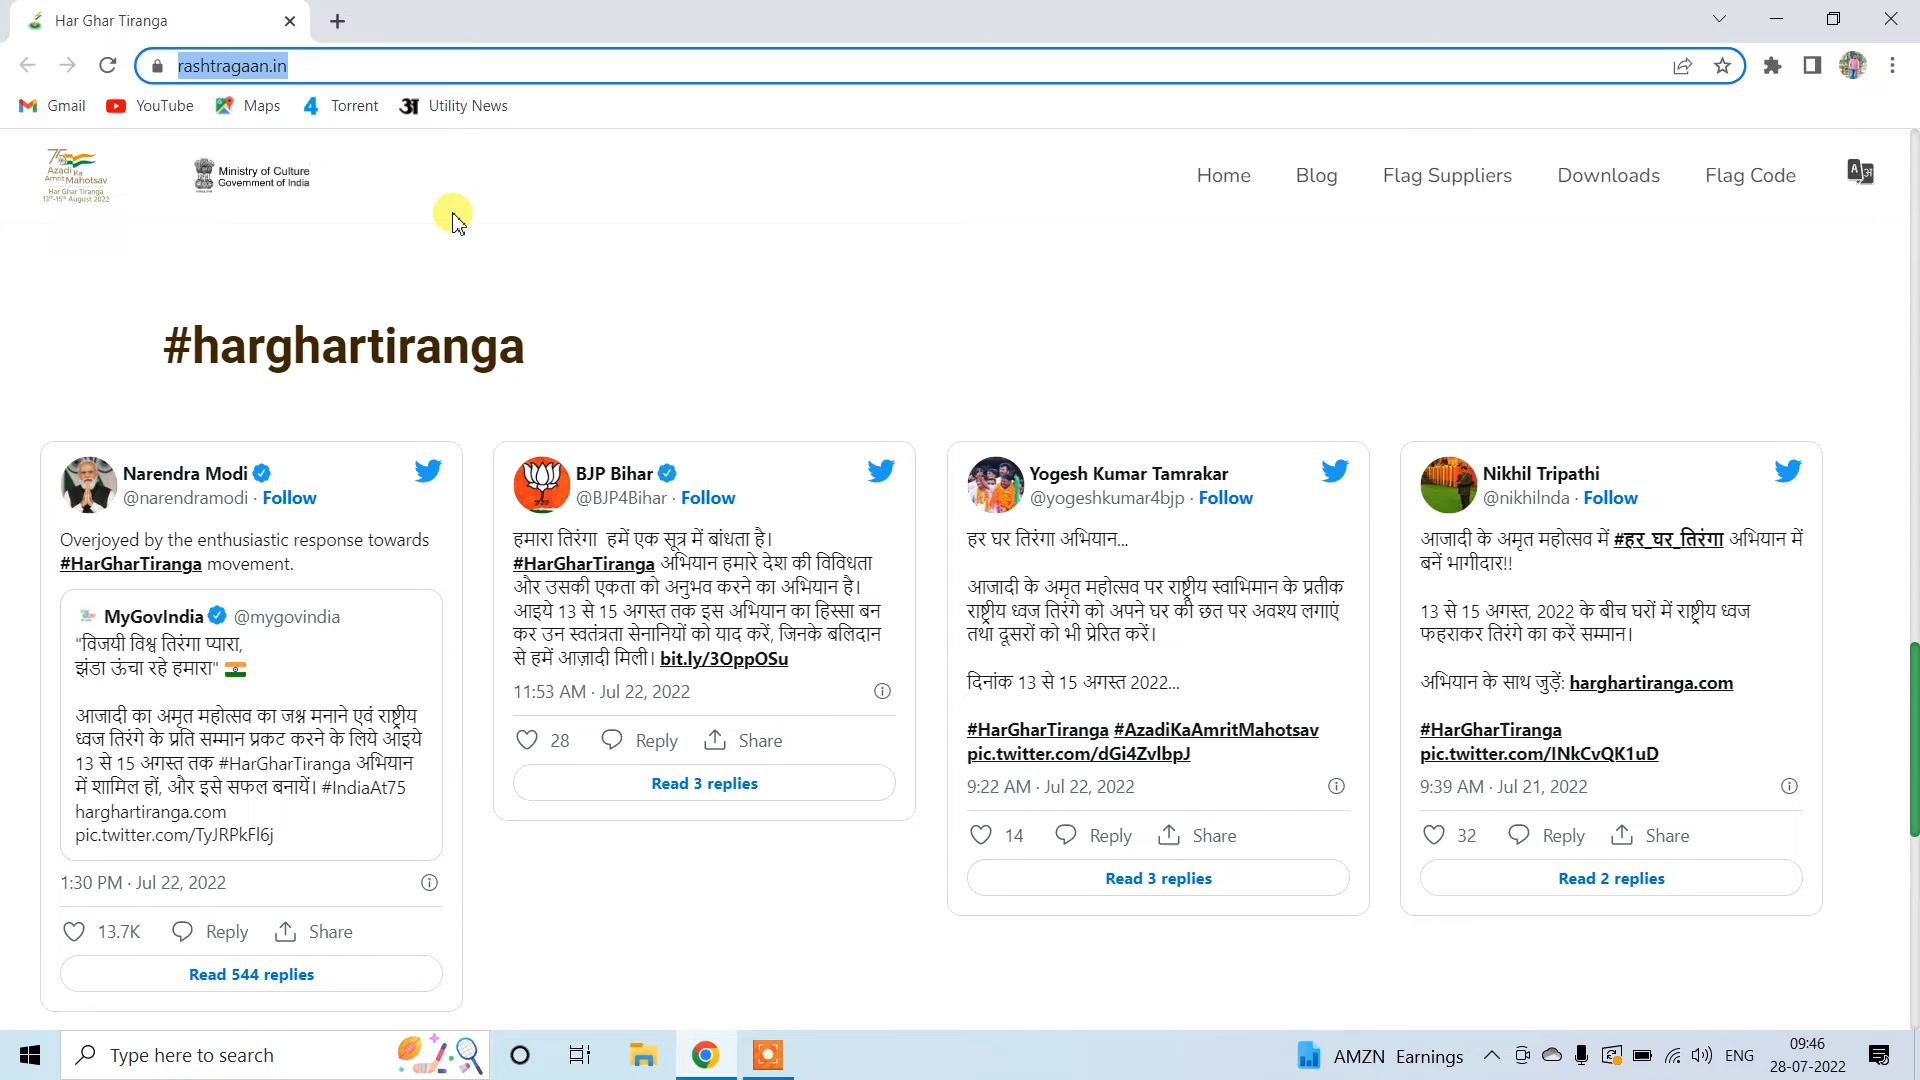 Har Ghar Tiranga
rashtragaan.in
Gmail
YouTube
Maps
Torrent
Utility News
Azadi Ka
Amrit Mahotsav
Har Ghar Tiranga
13th-15th August 2022
Ministry of Culture
Government of India
Home
Blog
Flag Suppliers
Downloads
Flag Code
#harghartiranga
Narendra Modi
@narendramodi · Follow
Overjoyed by the enthusiastic response towards
#HarGharTiranga movement.
MyGovIndia @mygovindia
"विजयी विश्व तिरंगा प्यारा,
झंडा ऊंचा रहे हमारा"
आजादी का अमृत महोत्सव का जश्न मनाने एवं राष्ट्रीय
ध्वज तिरंगे के प्रति सम्मान प्रकट करने के लिये आइये
13 से 15 अगस्त तक #HarGharTiranga अभियान
में शामिल हों, और इसे सफल बनायें। #IndiaAt75
harghartiranga.com
pic.twitter.com/TyJRPkFl6j
1:30 PM · Jul 22, 2022
13.7K Reply Share
Read 544 replies
BJP Bihar
@BJP4Bihar · Follow
हमारा तिरंगा हमें एक सूत्र में बांधता है।
#HarGharTiranga अभियान हमारे देश की विविधता
और उसकी एकता को अनुभव करने का अभियान है।
आइये 13 से 15 अगस्त तक इस अभियान का हिस्सा बन
कर उन स्वतंत्रता सेनानियों को याद करें, जिनके बलिदान
से हमें आज़ादी मिली। bit.ly/3OppOSu
11:53 AM · Jul 22, 2022
28 Reply Share
Read 3 replies
Yogesh Kumar Tamrakar
@yogeshkumar4bjp · Follow
हर घर तिरंगा अभियान...
आजादी के अमृत महोत्सव पर राष्ट्रीय स्वाभिमान के प्रतीक
राष्ट्रीय ध्वज तिरंगे को अपने घर की छत पर अवश्य लगाएं
तथा दूसरों को भी प्रेरित करें।
दिनांक 13 से 15 अगस्त 2022...
#HarGharTiranga #AzadiKaAmritMahotsav
pic.twitter.com/dGi4ZvlbpJ
9:22 AM · Jul 22, 2022
14 Reply Share
Read 3 replies
Nikhil Tripathi
@nikhilnda · Follow
आजादी के अमृत महोत्सव में #हर_घर_तिरंगा अभियान में
बनें भागीदार!!
13 से 15 अगस्त, 2022 के बीच घरों में राष्ट्रीय ध्वज
फहराकर तिरंगे का करें सम्मान।
अभियान के साथ जुड़ें: harghartiranga.com
#HarGharTiranga
pic.twitter.com/INkCvQK1uD
9:39 AM · Jul 21, 2022
32 Reply Share
Read 2 replies
Type here to search
AMZN Earnings
ENG
09:46
28-07-2022